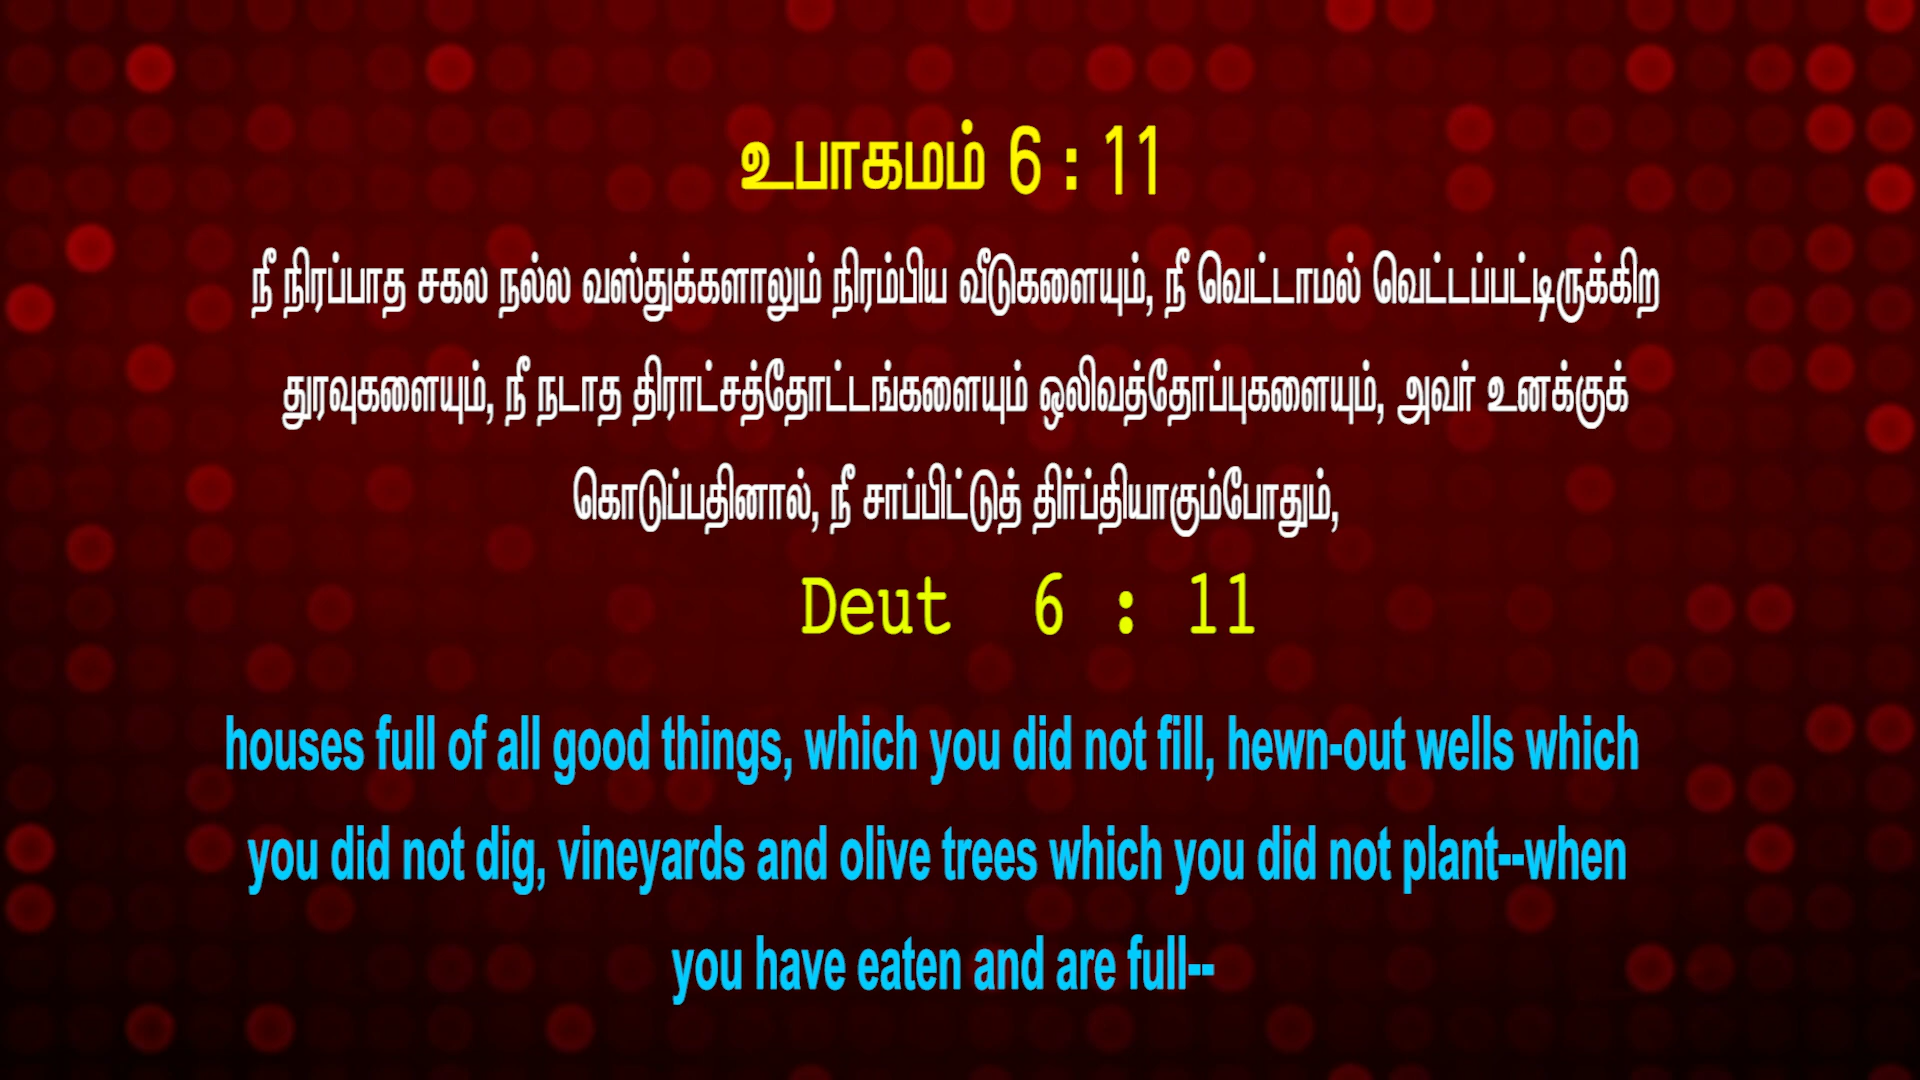 உபாகமம் 6 : 11
நீ நிரப்பாத சகல நல்ல வஸ்துக்களாலும் நிரம்பிய வீடுகளையும், நீ வெட்டாமல் வெட்டப்பட்டிருக்கிற
துரவுகளையும், நீ நடாத திராட்சத்தோட்டங்களையும் ஒலிவத்தோப்புகளையும், அவர் உனக்குக்
கொடுப்பதினால், நீ சாப்பிட்டுத் திர்ப்தியாகும்போதும்,
Deut 6 : 11
houses full of all good things, which you did not fill, hewn-out wells which
you did not dig, vineyards and olive trees which you did not plant--when
you have eaten and are full--